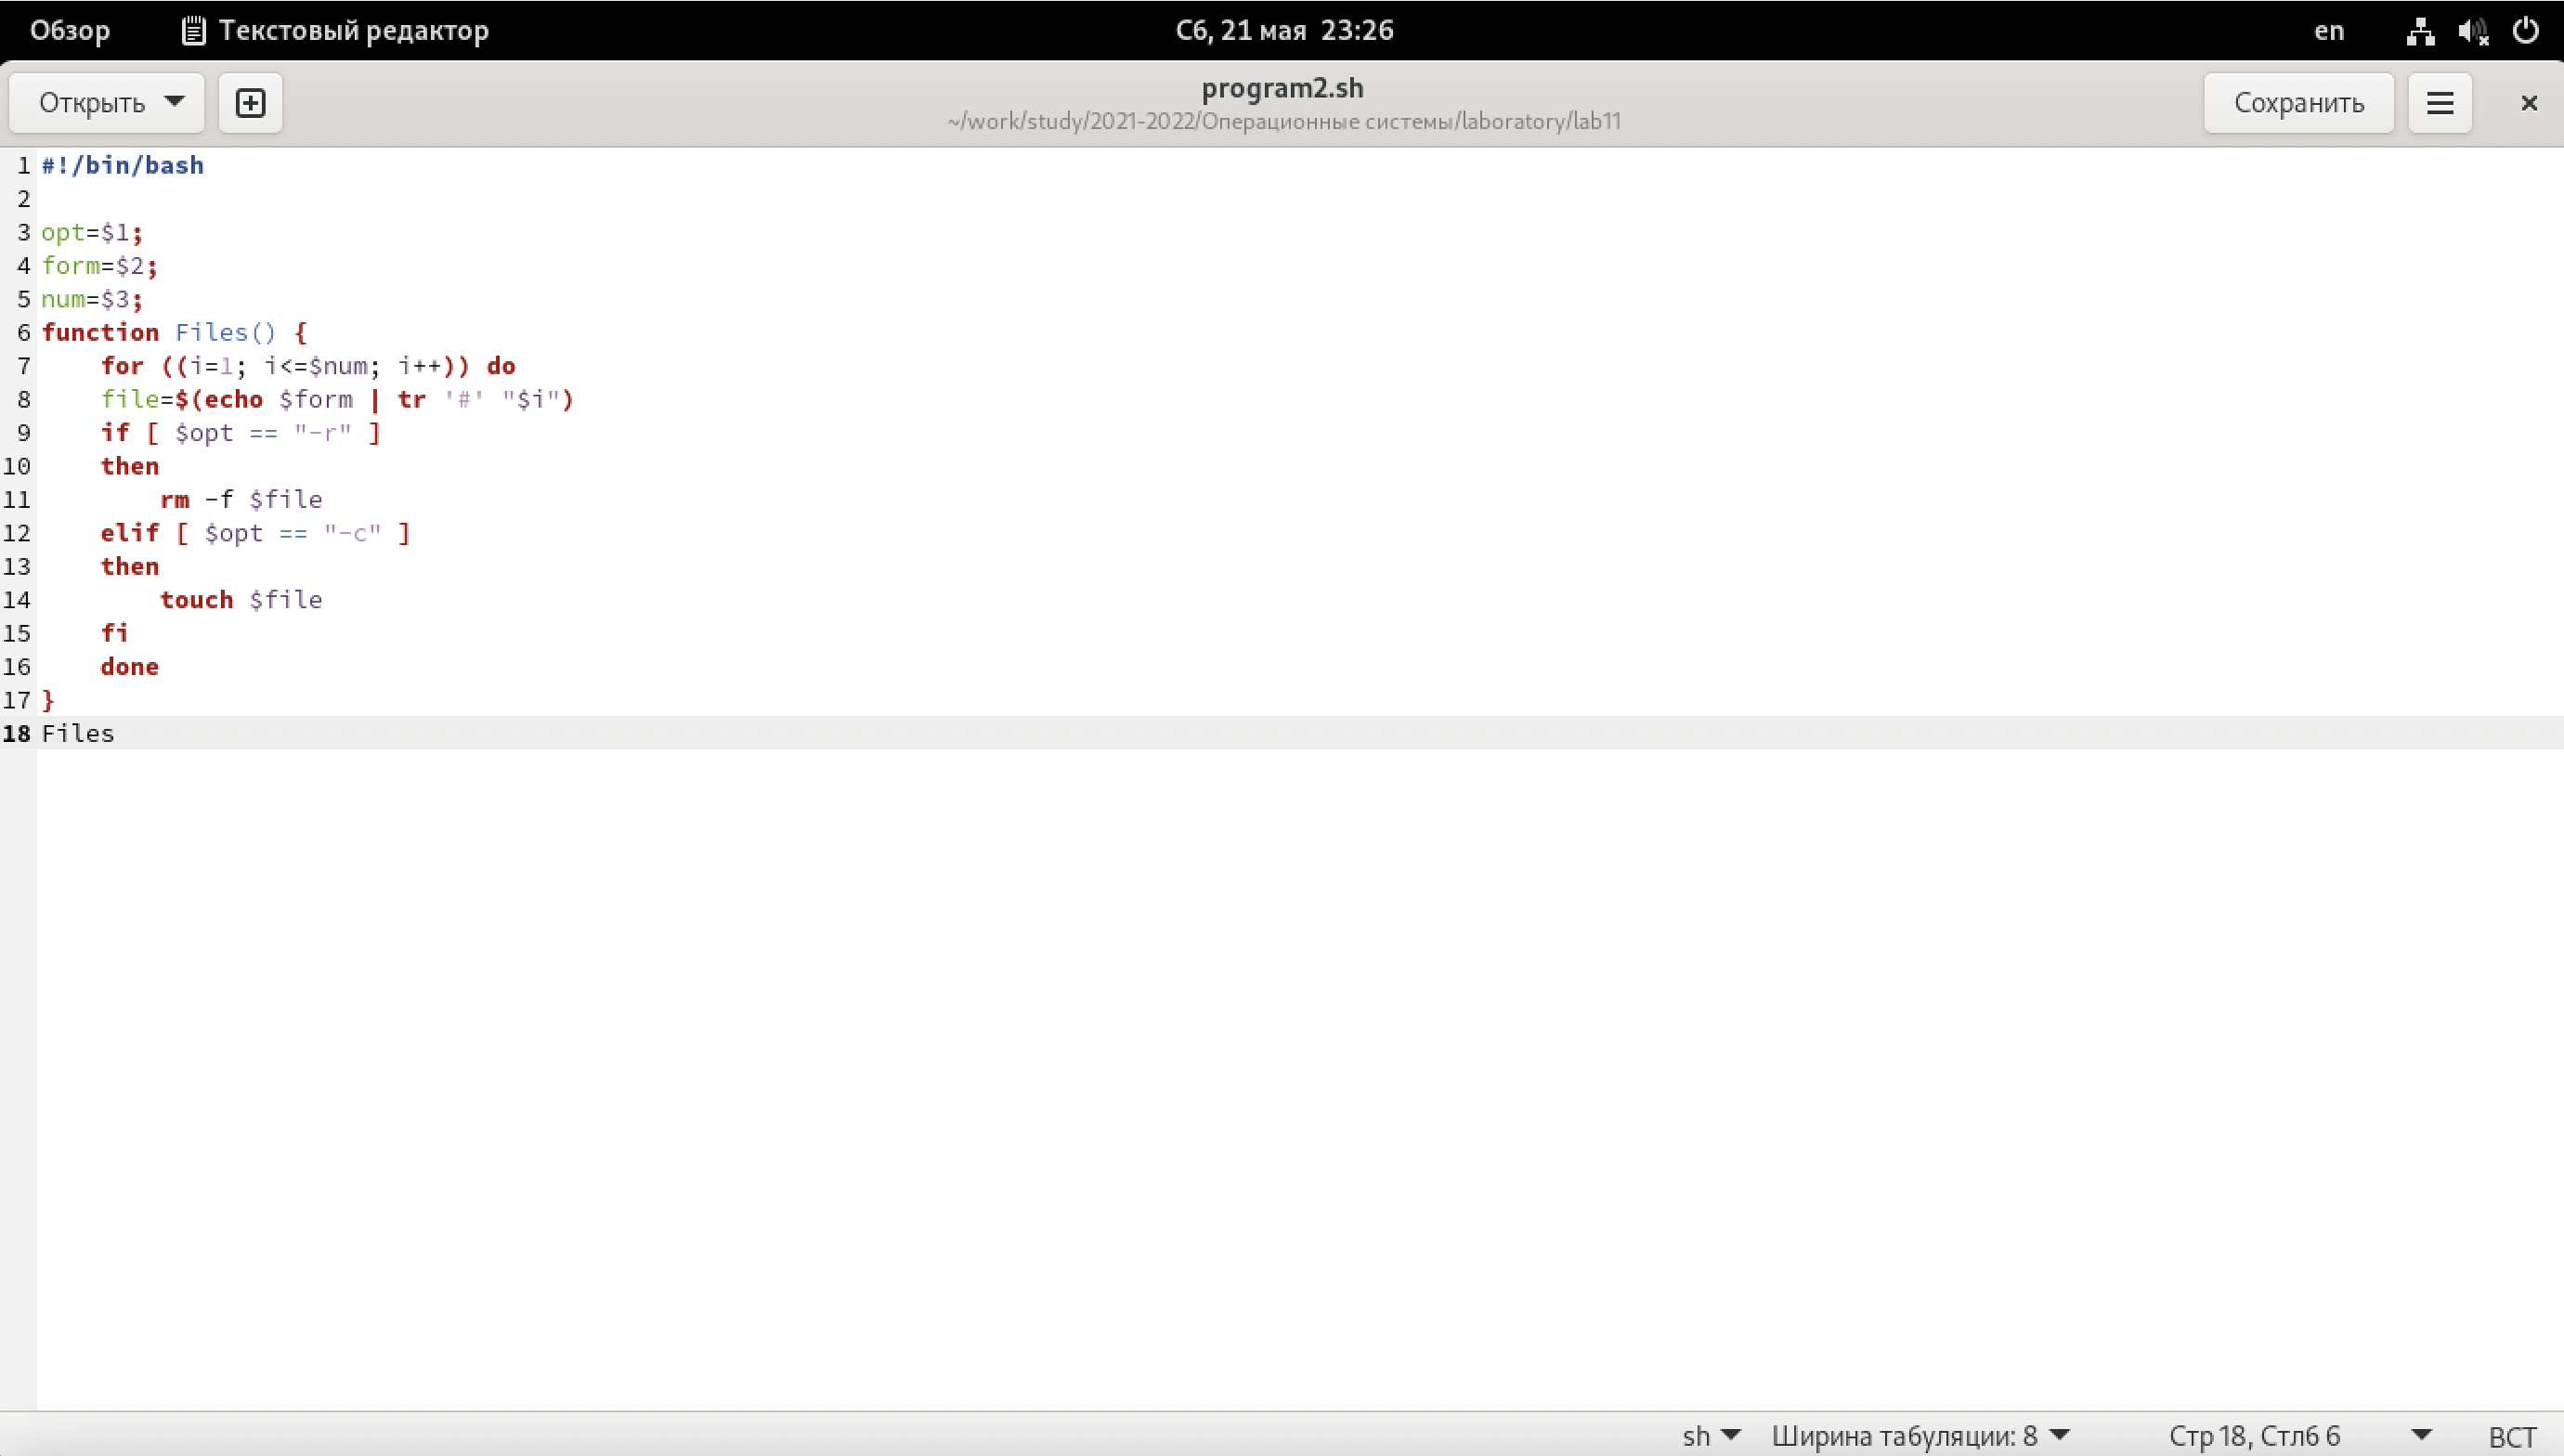 Обзор Текстовый редактор Сб, 21 мая 23:26 en
Открыть program2.sh Сохранить
~/work/study/2021-2022/Операционные системы/laboratory/lab11
1 #!/bin/bash
2
3 opt=$1;
4 form=$2;
5 num=$3;
6 function Files() {
7     for ((i=1; i<=$num; i++)) do
8     file=$(echo $form | tr '#' "$i")
9     if [ $opt == "-r" ]
10     then
11         rm -f $file
12     elif [ $opt == "-c" ]
13     then
14         touch $file
15     fi
16     done
17 }
18 Files
sh Ширина табуляции: 8 Стр 18, Стлб 6 ВСТ